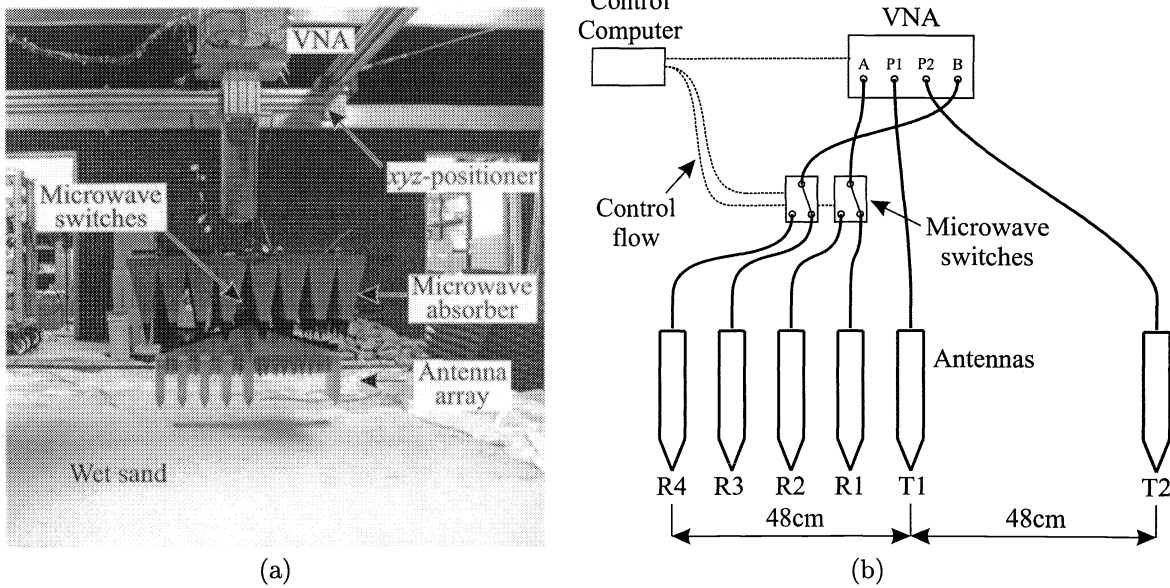 VNA
xyz-positioner
Microwave
switches
Microwave
absorber
Antenna
array
Wet sand
(a)
Control
Computer
VNA
A P1 P2 B
Control
flow
Microwave
switches
Antennas
R4 R3 R2 R1 T1 T2
48cm 48cm
(b)